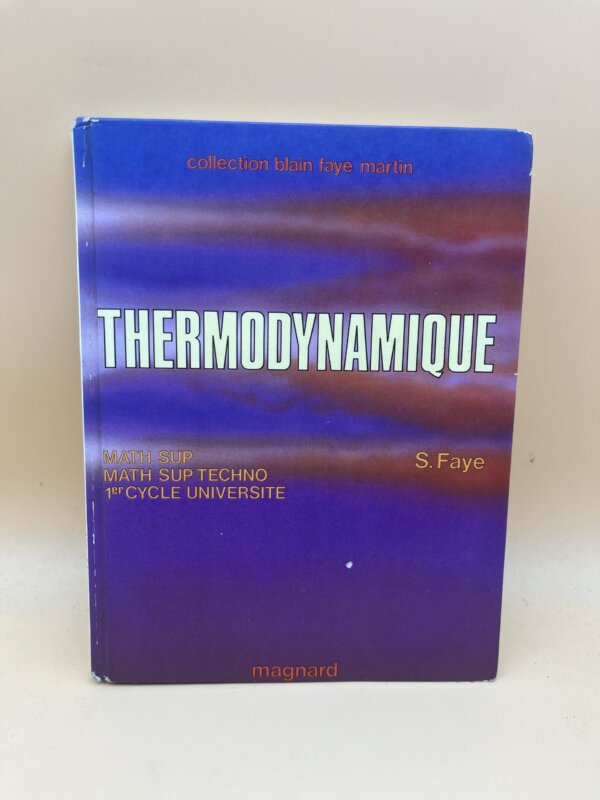 collection blain faye martin
THERMODYNAMIQUE
MATH SUP
MATH SUP TECHNO
1er CYCLE UNIVERSITE
S. Faye
magnard